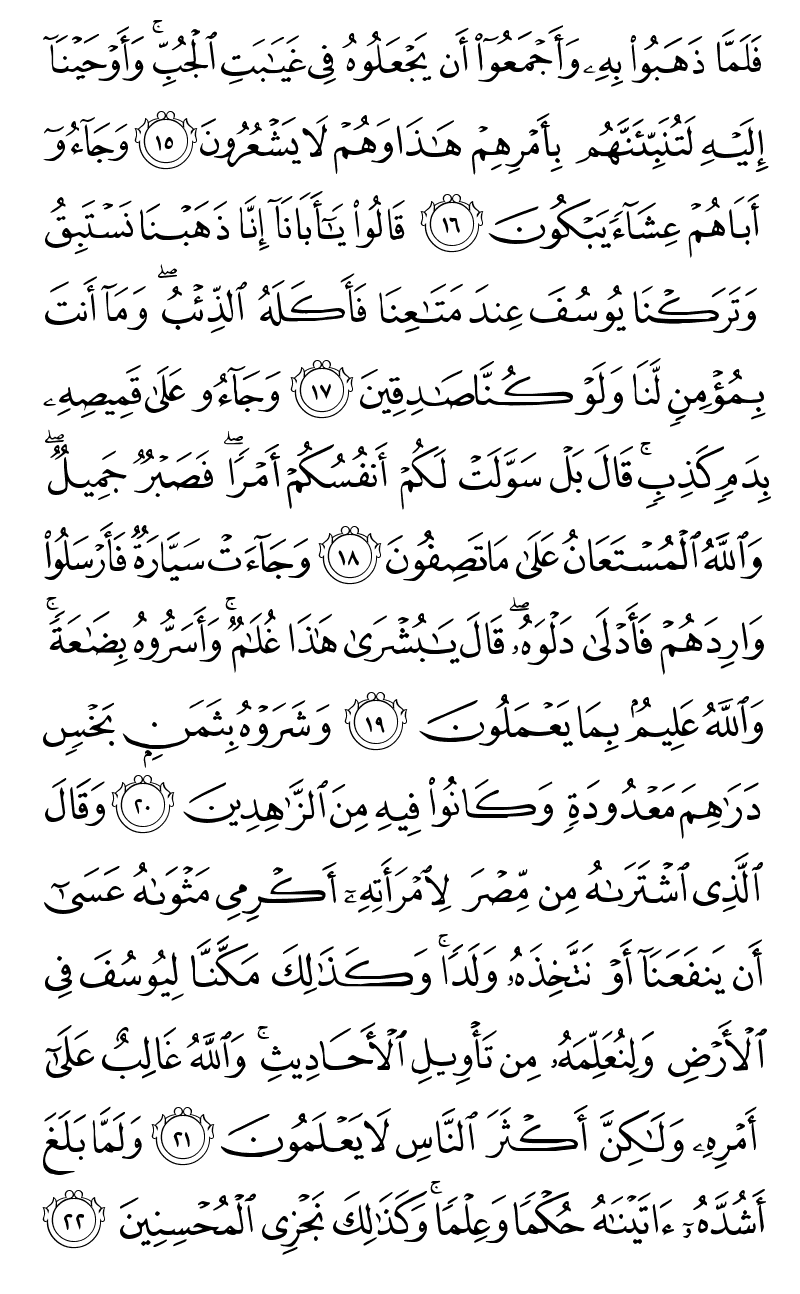 فَلَمَّا ذَهَبُوا۟ بِهِۦ وَأَجْمَعُوٓا۟ أَن يَجْعَلُوهُ فِى غَيَـٰبَتِ ٱلْجُبِّ ۚ وَأَوْحَيْنَآ
إِلَيْهِ لَتُنَبِّئَنَّهُم بِأَمْرِهِمْ هَـٰذَا وَهُمْ لَا يَشْعُرُونَ ١٥ وَجَآءُوٓ
أَبَاهُمْ عِشَآءً يَبْكُونَ ١٦ قَالُوا۟ يَـٰٓأَبَانَآ إِنَّا ذَهَبْنَا نَسْتَبِقُ
وَتَرَكْنَا يُوسُفَ عِندَ مَتَـٰعِنَا فَأَكَلَهُ ٱلذِّئْبُ ۖ وَمَآ أَنتَ
بِمُؤْمِنٍ لَّنَا وَلَوْ كُنَّا صَـٰدِقِينَ ١٧ وَجَآءُو عَلَىٰ قَمِيصِهِۦ
بِدَمٍ كَذِبٍ ۚ قَالَ بَلْ سَوَّلَتْ لَكُمْ أَنفُسُكُمْ أَمْرًا ۖ فَصَبْرٌ جَمِيلٌ ۖ
وَٱللَّهُ ٱلْمُسْتَعَانُ عَلَىٰ مَا تَصِفُونَ ١٨ وَجَآءَتْ سَيَّارَةٌ فَأَرْسَلُوا۟
وَارِدَهُمْ فَأَدْلَىٰ دَلْوَهُۥ ۖ قَالَ يَـٰبُشْرَىٰ هَـٰذَا غُلَـٰمٌ ۚ وَأَسَرُّوهُ بِضَـٰعَةً ۚ
وَٱللَّهُ عَلِيمٌۢ بِمَا يَعْمَلُونَ ١٩ وَشَرَوْهُ بِثَمَنٍۭ بَخْسٍ
دَرَٰهِمَ مَعْدُودَةٍ وَكَانُوا۟ فِيهِ مِنَ ٱلزَّٰهِدِينَ ٢٠ وَقَالَ
ٱلَّذِى ٱشْتَرَىٰهُ مِن مِّصْرَ لِٱمْرَأَتِهِۦٓ أَكْرِمِى مَثْوَىٰهُ عَسَىٰٓ
أَن يَنفَعَنَآ أَوْ نَتَّخِذَهُۥ وَلَدًا ۚ وَكَذَٰلِكَ مَكَّنَّا لِيُوسُفَ فِى
ٱلْأَرْضِ وَلِنُعَلِّمَهُۥ مِن تَأْوِيلِ ٱلْأَحَادِيثِ ۚ وَٱللَّهُ غَالِبٌ عَلَىٰٓ
أَمْرِهِۦ وَلَـٰكِنَّ أَكْثَرَ ٱلنَّاسِ لَا يَعْلَمُونَ ٢١ وَلَمَّا بَلَغَ
أَشُدَّهُۥٓ ءَاتَيْنَـٰهُ حُكْمًا وَعِلْمًا ۚ وَكَذَٰلِكَ نَجْزِى ٱلْمُحْسِنِينَ ٢٢